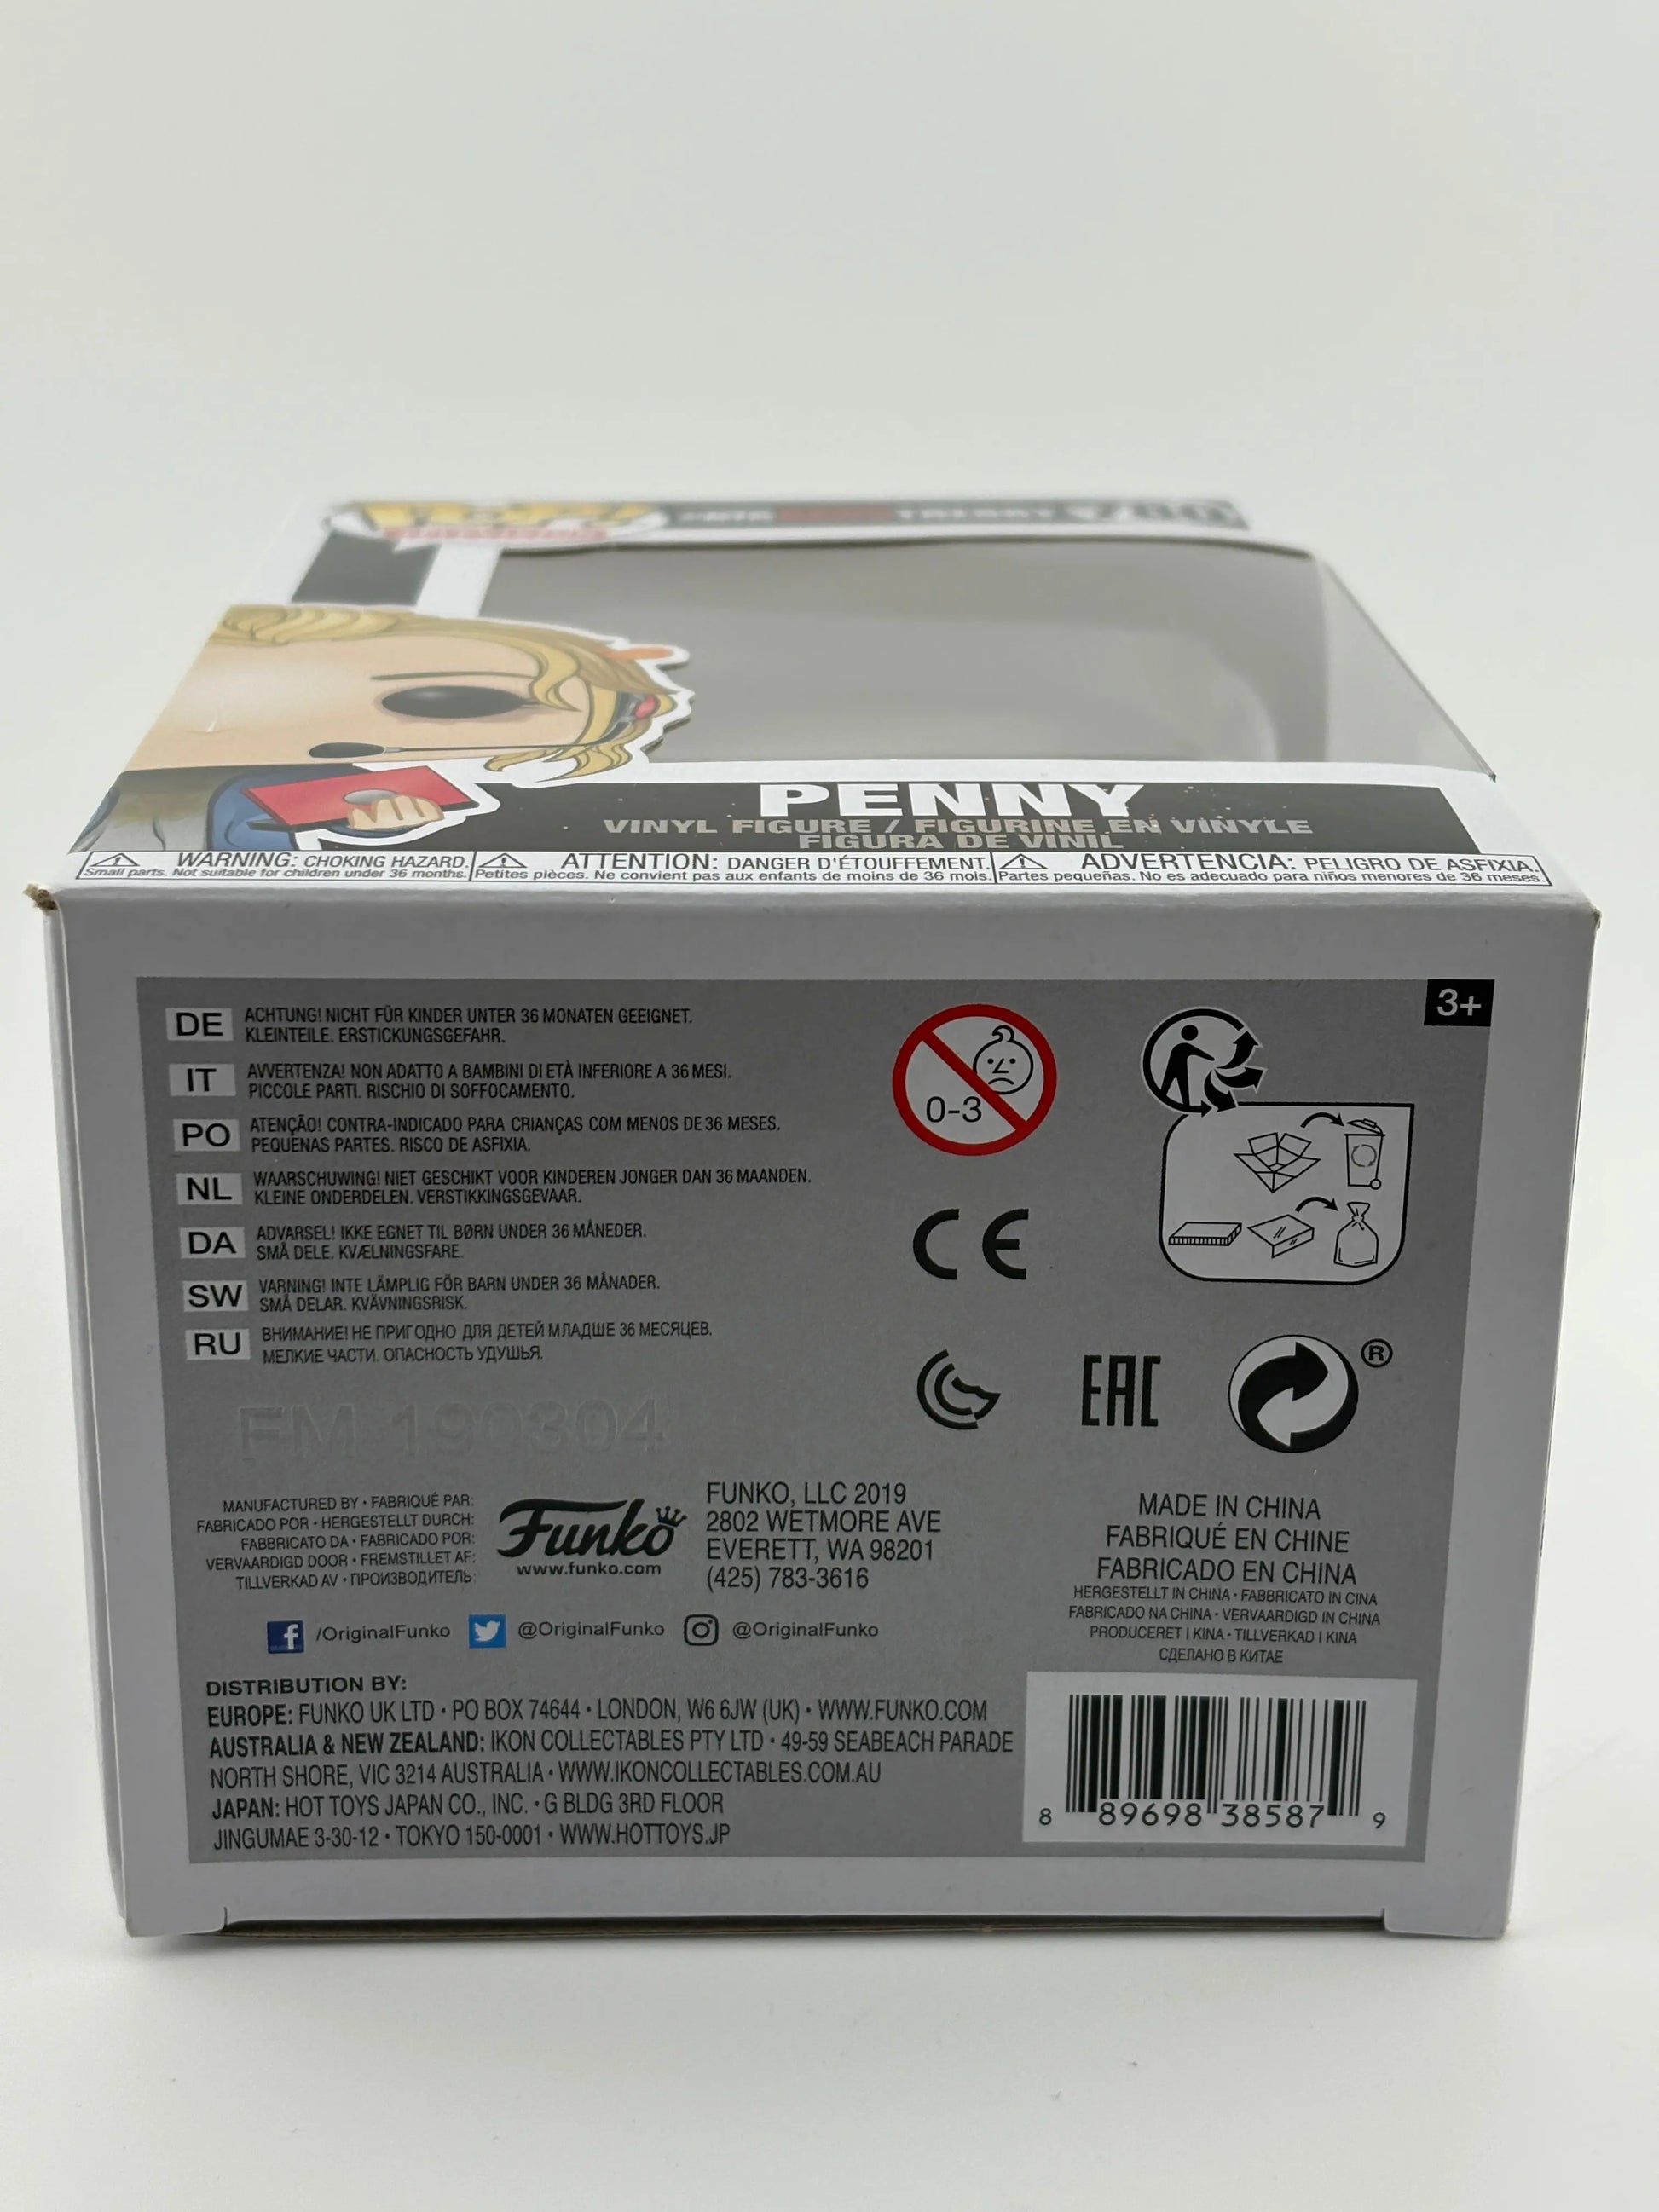 POP!
THE BIG BANG THEORY
780
PENNY
VINYL FIGURE / FIGURINE EN VINYLE
FIGURA DE VINIL
WARNING: CHOKING HAZARD.
Small parts. Not suitable for children under 36 months.
ATTENTION: DANGER D'ÉTOUFFEMENT.
Petites pièces. Ne convient pas aux enfants de moins de 36 mois.
ADVERTENCIA: PELIGRO DE ASFIXIA.
Partes pequeñas. No es adecuado para niños menores de 36 meses.
3+
DE ACHTUNG! NICHT FÜR KINDER UNTER 36 MONATEN GEEIGNET.
KLEINTEILE. ERSTICKUNGSGEFAHR.
IT AVVERTENZA! NON ADATTO A BAMBINI DI ETÀ INFERIORE A 36 MESI.
PICCOLE PARTI. RISCHIO DI SOFFOCAMENTO.
PO ATENÇÃO! CONTRA-INDICADO PARA CRIANÇAS COM MENOS DE 36 MESES.
PEQUENAS PARTES. RISCO DE ASFIXIA.
NL WAARSCHUWING! NIET GESCHIKT VOOR KINDEREN JONGER DAN 36 MAANDEN.
KLEINE ONDERDELEN. VERSTIKKINGSGEVAAR.
DA ADVARSEL! IKKE EGNET TIL BØRN UNDER 36 MÅNEDER.
SMÅ DELE. KVÆLNINGSFARE.
SW VARNING! INTE LÄMPLIG FÖR BARN UNDER 36 MÅNADER.
SMÅ DELAR. KVÄVNINGSRISK.
RU ВНИМАНИЕ! НЕ ПРИГОДНО ДЛЯ ДЕТЕЙ МЛАДШЕ 36 МЕСЯЦЕВ.
МЕЛКИЕ ЧАСТИ. ОПАСНОСТЬ УДУШЬЯ.
0-3
CE
EAC
®
FM 190304
MANUFACTURED BY • FABRIQUÉ PAR:
FABRICADO POR • HERGESTELLT DURCH:
FABBRICATO DA • FABRICADO POR:
VERVAARDIGD DOOR • FREMSTILLET AF:
TILLVERKAD AV • ПРОИЗВОДИТЕЛЬ:
Funko
www.funko.com
FUNKO, LLC 2019
2802 WETMORE AVE
EVERETT, WA 98201
(425) 783-3616
MADE IN CHINA
FABRIQUÉ EN CHINE
FABRICADO EN CHINA
HERGESTELLT IN CHINA • FABBRICATO IN CINA
FABRICADO NA CHINA • VERVAARDIGD IN CHINA
PRODUCERET I KINA • TILLVERKAD I KINA
СДЕЛАНО В КИТАЕ
/OriginalFunko @OriginalFunko @OriginalFunko
DISTRIBUTION BY:
EUROPE: FUNKO UK LTD • PO BOX 74644 • LONDON, W6 6JW (UK) • WWW.FUNKO.COM
AUSTRALIA & NEW ZEALAND: IKON COLLECTABLES PTY LTD • 49-59 SEABEACH PARADE
NORTH SHORE, VIC 3214 AUSTRALIA • WWW.IKONCOLLECTABLES.COM.AU
JAPAN: HOT TOYS JAPAN CO., INC. • G BLDG 3RD FLOOR
JINGUMAE 3-30-12 • TOKYO 150-0001 • WWW.HOTTOYS.JP
8 89698 38587 9